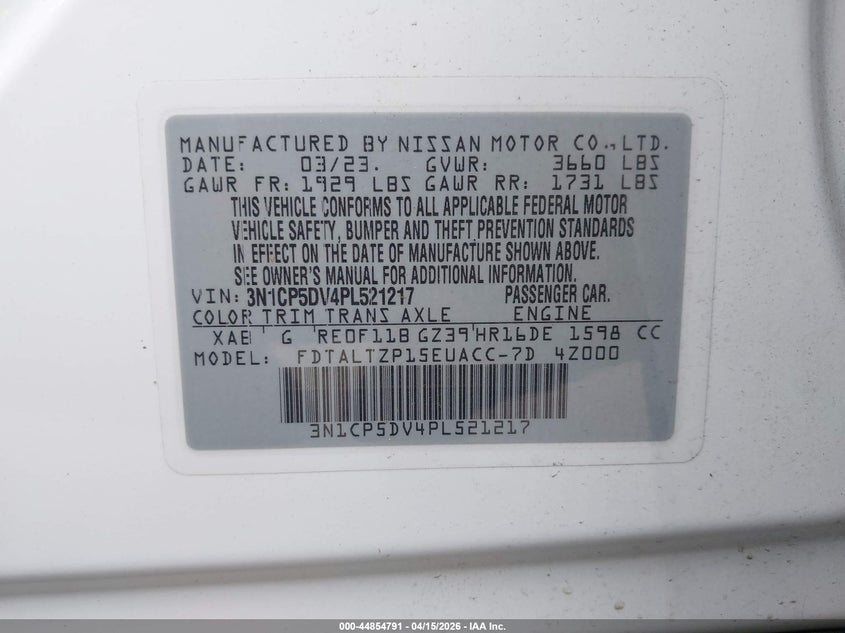 MANUFACTURED BY NISSAN MOTOR CO., LTD.
DATE: 03/23. GVWR: 3660 LBS
GAWR FR: 1929 LBS GAWR RR: 1731 LBS
THIS VEHICLE CONFORMS TO ALL APPLICABLE FEDERAL MOTOR
VEHICLE SAFETY, BUMPER AND THEFT PREVENTION STANDARDS
IN EFFECT ON THE DATE OF MANUFACTURE SHOWN ABOVE.
SEE OWNER'S MANUAL FOR ADDITIONAL INFORMATION.
VIN: 3N1CP5DV4PL521217 PASSENGER CAR.
COLOR TRIM TRANS AXLE ENGINE
XAB G RE0F11B GZ39 HR16DE 1598 CC
MODEL: FDTALTZP15EUACC-7D 4Z000
3N1CP5DV4PL521217
000-44854791 - 04/15/2026 - IAA Inc.